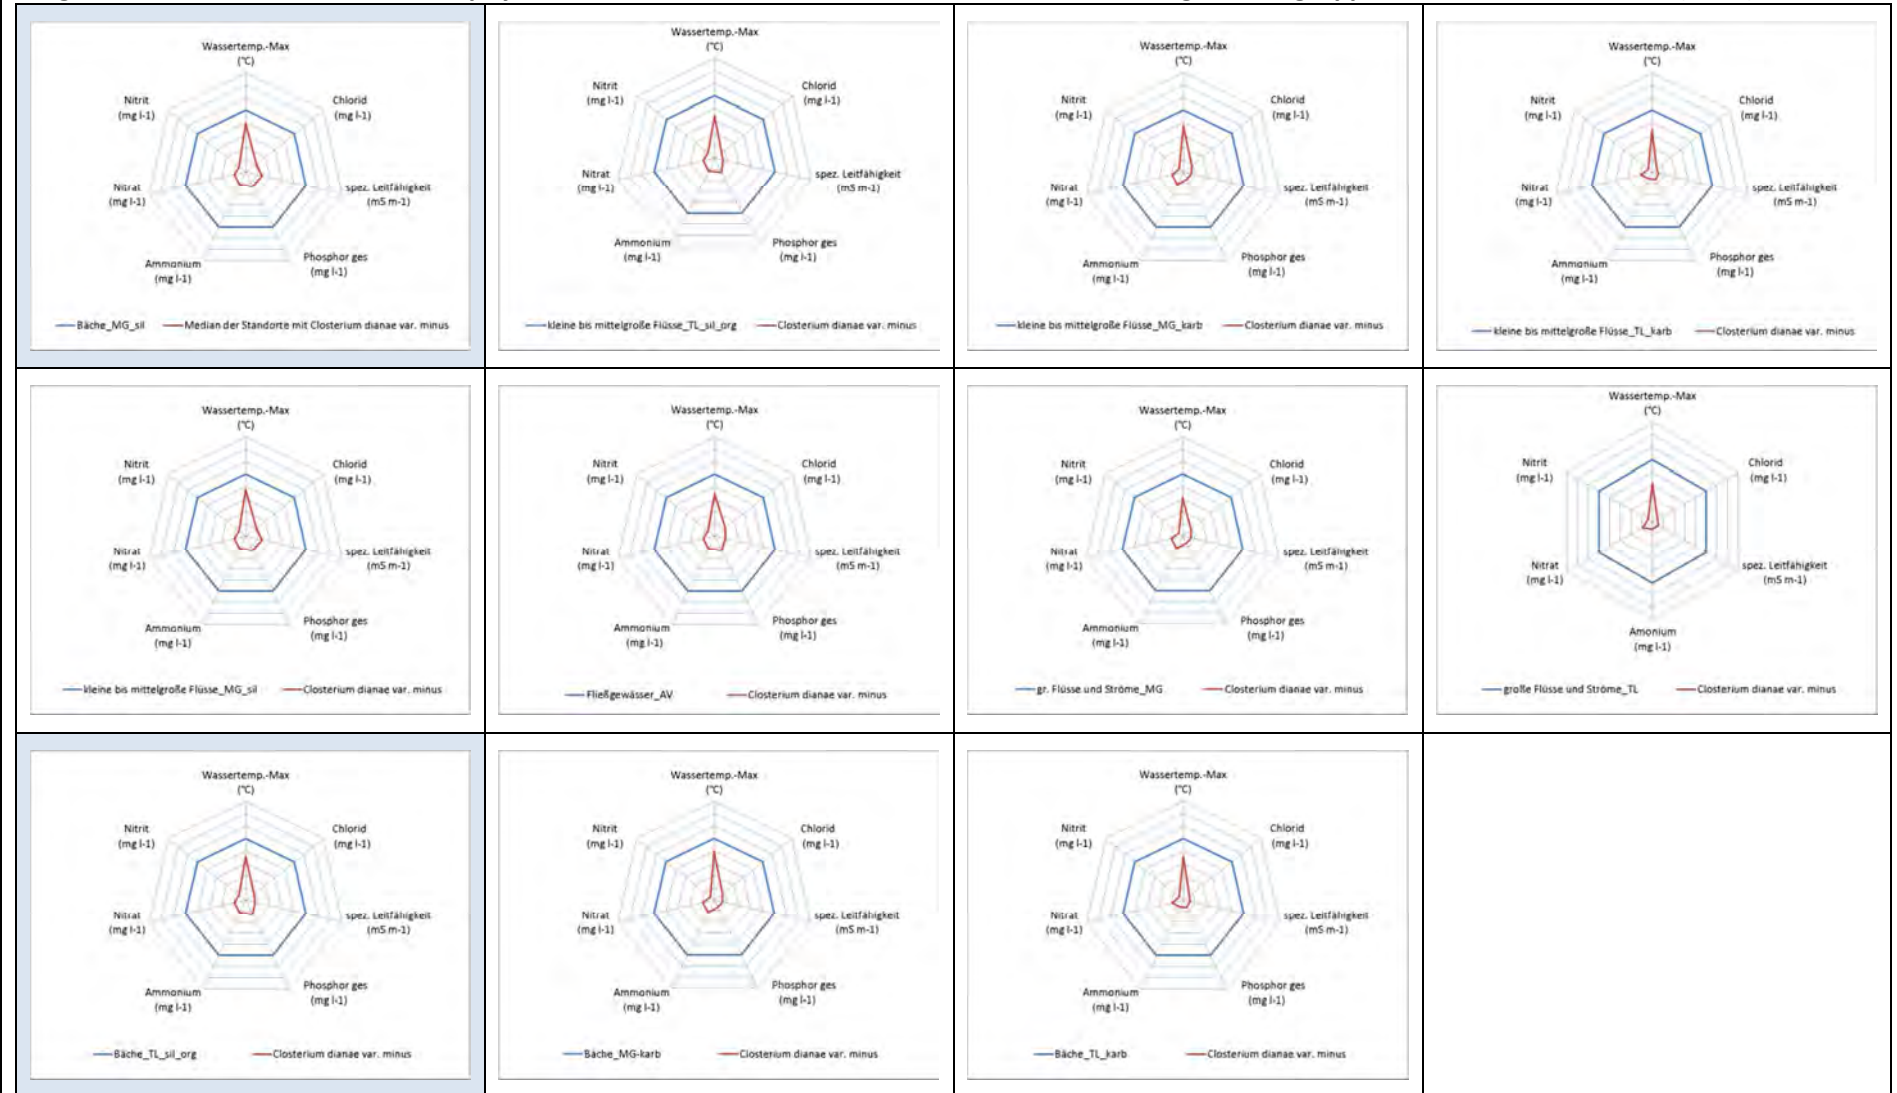 Wassertemp.-Max
(°C)
Nitrit
(mg l-1)
Chlorid
(mg l-1)
Nitrat
(mg l-1)
spez. Leitfähigkeit
(mS m-1)
Ammonium
(mg l-1)
Phosphor ges
(mg l-1)
Bäche_MG_sil Median der Standorte mit Closterium dianae var. minus
Wassertemp.-Max
(°C)
Nitrit
(mg l-1)
Chlorid
(mg l-1)
Nitrat
(mg l-1)
spez. Leitfähigkeit
(mS m-1)
Ammonium
(mg l-1)
Phosphor ges
(mg l-1)
kleine bis mittelgroße Flüsse_TL_sil_org Closterium dianae var. minus
Wassertemp.-Max
(°C)
Nitrit
(mg l-1)
Chlorid
(mg l-1)
Nitrat
(mg l-1)
spez. Leitfähigkeit
(mS m-1)
Ammonium
(mg l-1)
Phosphor ges
(mg l-1)
kleine bis mittelgroße Flüsse_MG_karb Closterium dianae var. minus
Wassertemp.-Max
(°C)
Nitrit
(mg l-1)
Chlorid
(mg l-1)
Nitrat
(mg l-1)
spez. Leitfähigkeit
(mS m-1)
Ammonium
(mg l-1)
Phosphor ges
(mg l-1)
kleine bis mittelgroße Flüsse_TL_karb Closterium dianae var. minus
Wassertemp.-Max
(°C)
Nitrit
(mg l-1)
Chlorid
(mg l-1)
Nitrat
(mg l-1)
spez. Leitfähigkeit
(mS m-1)
Ammonium
(mg l-1)
Phosphor ges
(mg l-1)
kleine bis mittelgroße Flüsse_MG_sil Closterium dianae var. minus
Wassertemp.-Max
(°C)
Nitrit
(mg l-1)
Chlorid
(mg l-1)
Nitrat
(mg l-1)
spez. Leitfähigkeit
(mS m-1)
Ammonium
(mg l-1)
Phosphor ges
(mg l-1)
Fließgewässer_AV Closterium dianae var. minus
Wassertemp.-Max
(°C)
Nitrit
(mg l-1)
Chlorid
(mg l-1)
Nitrat
(mg l-1)
spez. Leitfähigkeit
(mS m-1)
Ammonium
(mg l-1)
Phosphor ges
(mg l-1)
gr. Flüsse und Ströme_MG Closterium dianae var. minus
Wassertemp.-Max
(°C)
Nitrit
(mg l-1)
Chlorid
(mg l-1)
Nitrat
(mg l-1)
spez. Leitfähigkeit
(mS m-1)
Amonium
(mg l-1)
große Flüsse und Ströme_TL Closterium dianae var. minus
Wassertemp.-Max
(°C)
Nitrit
(mg l-1)
Chlorid
(mg l-1)
Nitrat
(mg l-1)
spez. Leitfähigkeit
(mS m-1)
Ammonium
(mg l-1)
Phosphor ges
(mg l-1)
Bäche_TL_sil_org Closterium dianae var. minus
Wassertemp.-Max
(°C)
Nitrit
(mg l-1)
Chlorid
(mg l-1)
Nitrat
(mg l-1)
spez. Leitfähigkeit
(mS m-1)
Ammonium
(mg l-1)
Phosphor ges
(mg l-1)
Bäche_MG-karb Closterium dianae var. minus
Wassertemp.-Max
(°C)
Nitrit
(mg l-1)
Chlorid
(mg l-1)
Nitrat
(mg l-1)
spez. Leitfähigkeit
(mS m-1)
Ammonium
(mg l-1)
Phosphor ges
(mg l-1)
Bäche_TL_karb Closterium dianae var. minus